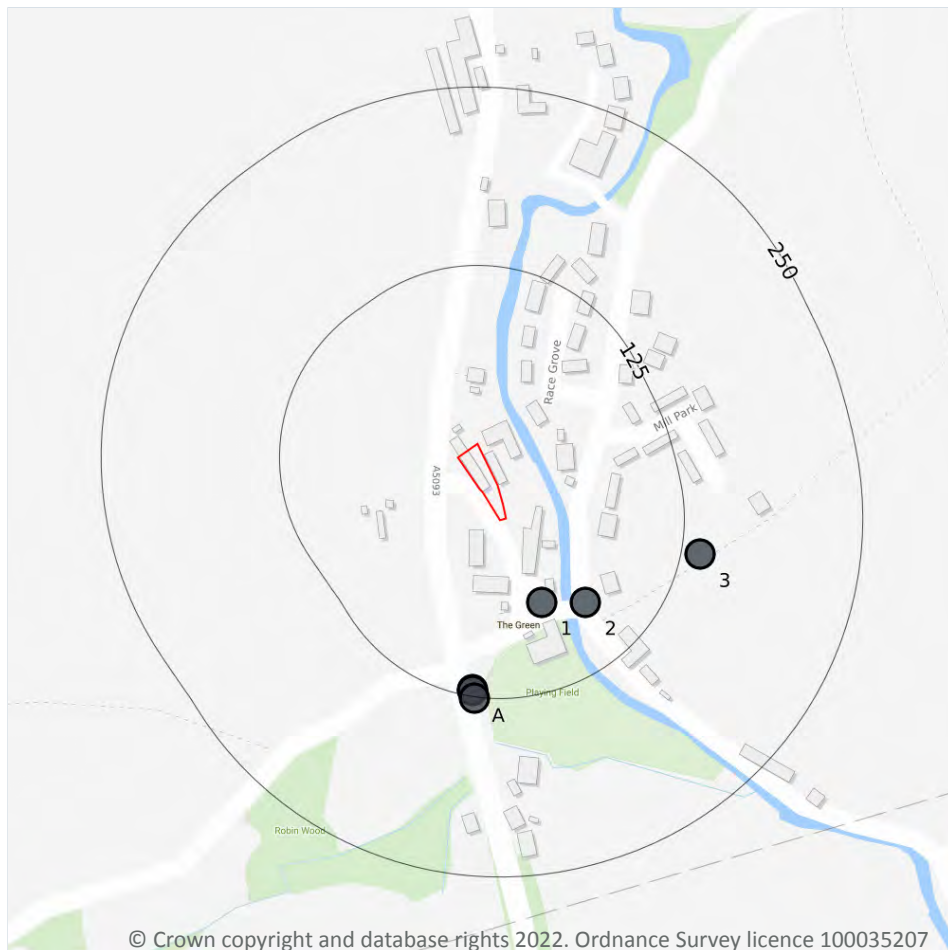 250
125
Race Grove
Mill Park
A5093
3
The Green
1
2
Playing Field
A
Robin Wood
© Crown copyright and database rights 2022. Ordnance Survey licence 100035207